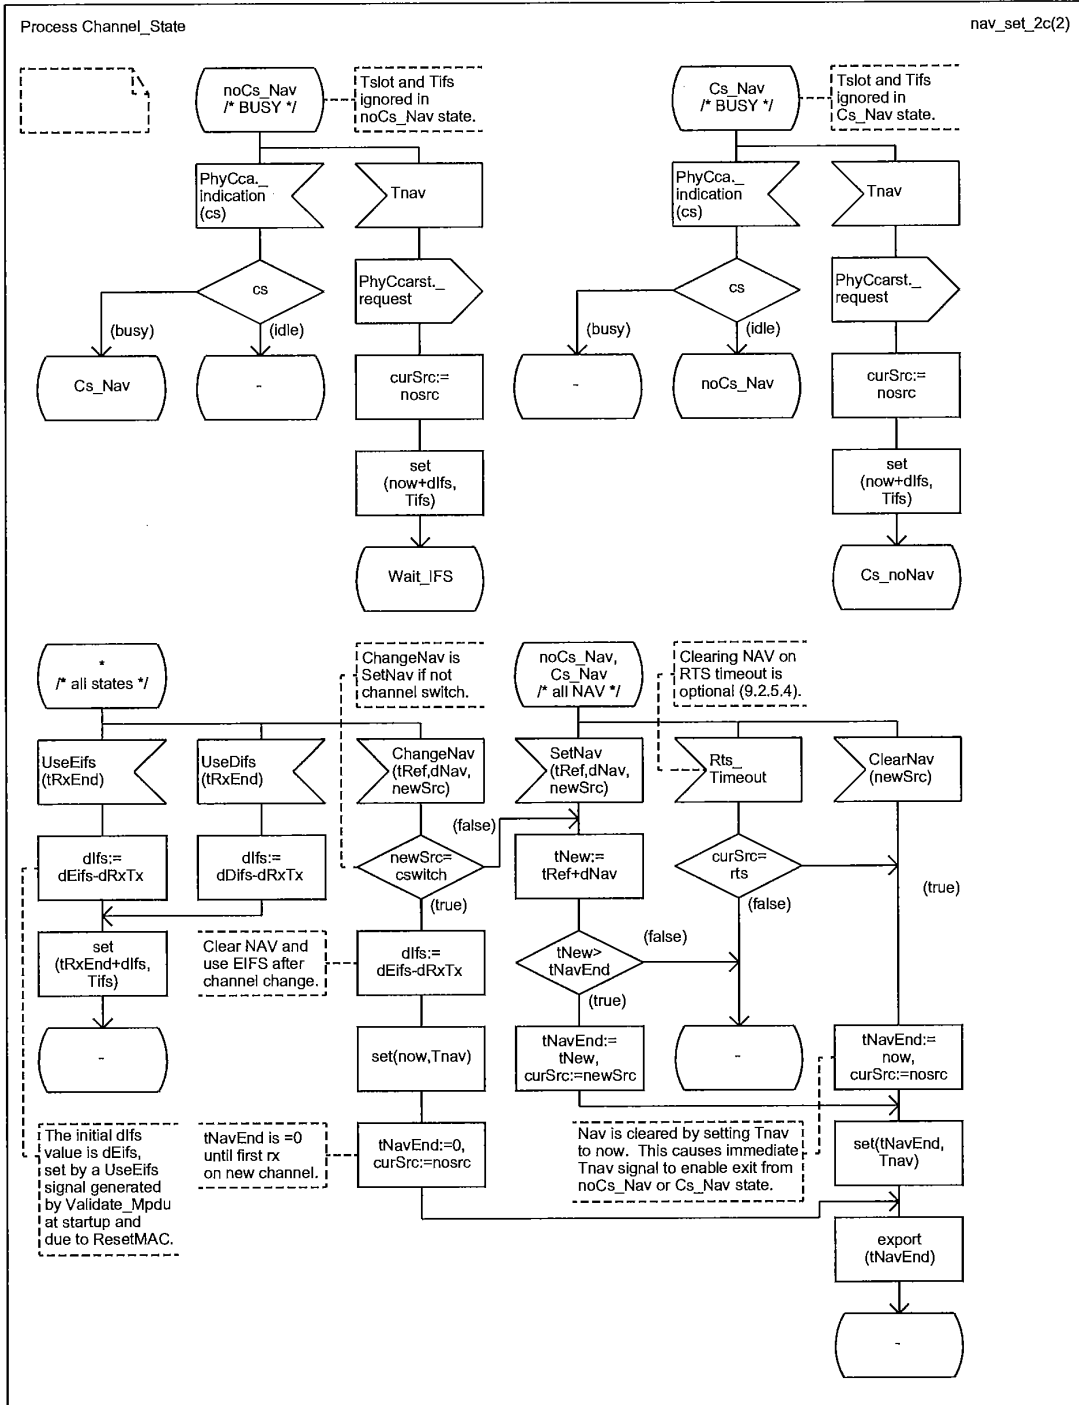 Process Channel_State
nav_set_2c(2)
noCs_Nav
/* BUSY */
Tslot and Tifs
ignored in
noCs_Nav state.
Cs_Nav
/* BUSY */
Tslot and Tifs
ignored in
Cs_Nav state.
PhyCca._
indication
(cs)
Tnav
PhyCca._
indication
(cs)
Tnav
cs
PhyCcarst._
request
cs
PhyCcarst._
request
(busy)
(idle)
(busy)
(idle)
Cs_Nav
-
curSrc:=
nosrc
-
noCs_Nav
curSrc:=
nosrc
set
(now+dIfs,
Tifs)
set
(now+dIfs,
Tifs)
Wait_IFS
Cs_noNav
*
/* all states */
ChangeNav is
SetNav if not
channel switch.
noCs_Nav,
Cs_Nav
/* all NAV */
Clearing NAV on
RTS timeout is
optional (9.2.5.4).
UseEifs
(tRxEnd)
UseDifs
(tRxEnd)
ChangeNav
(tRef,dNav,
newSrc)
SetNav
(tRef,dNav,
newSrc)
Rts_
Timeout
ClearNav
(newSrc)
(false)
dIfs:=
dEifs-dRxTx
dIfs:=
dDifs-dRxTx
newSrc=
cswitch
tNew:=
tRef+dNav
curSrc=
rts
(true)
(true)
(false)
set
(tRxEnd+dIfs,
Tifs)
Clear NAV and
use EIFS after
channel change.
dIfs:=
dEifs-dRxTx
tNew>
tNavEnd
(false)
(true)
-
set(now,Tnav)
tNavEnd:=
tNew,
curSrc:=newSrc
-
tNavEnd:=
now,
curSrc:=nosrc
The initial dIfs
value is dEifs,
set by a UseEifs
signal generated
by Validate_Mpdu
at startup and
due to ResetMAC.
tNavEnd is =0
until first rx
on new channel.
tNavEnd:=0,
curSrc:=nosrc
Nav is cleared by setting Tnav
to now. This causes immediate
Tnav signal to enable exit from
noCs_Nav or Cs_Nav state.
set(tNavEnd,
Tnav)
export
(tNavEnd)
-